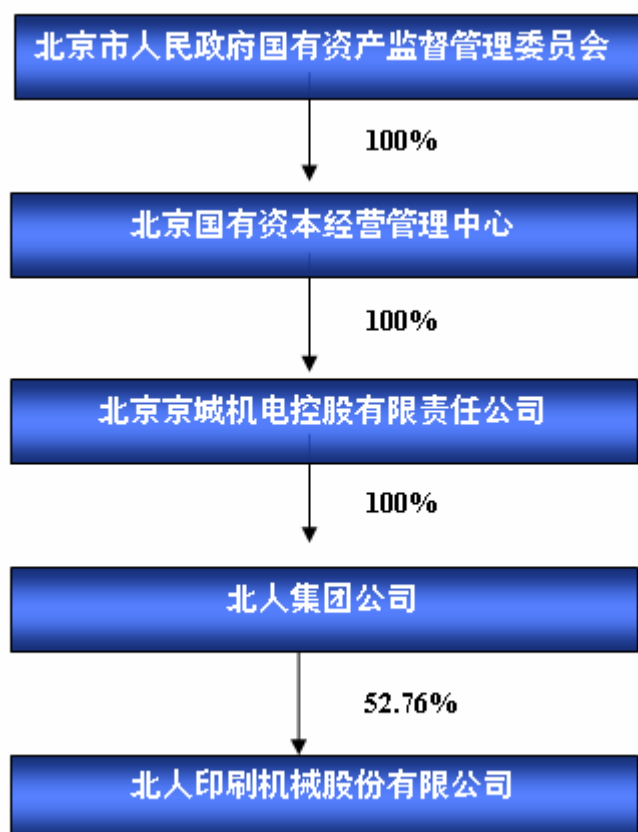 北京市人民政府国有资产监督管理委员会
100%
北京国有资本经营管理中心
100%
北京京城机电控股有限责任公司
100%
北人集团公司
52.76%
北人印刷机械股份有限公司